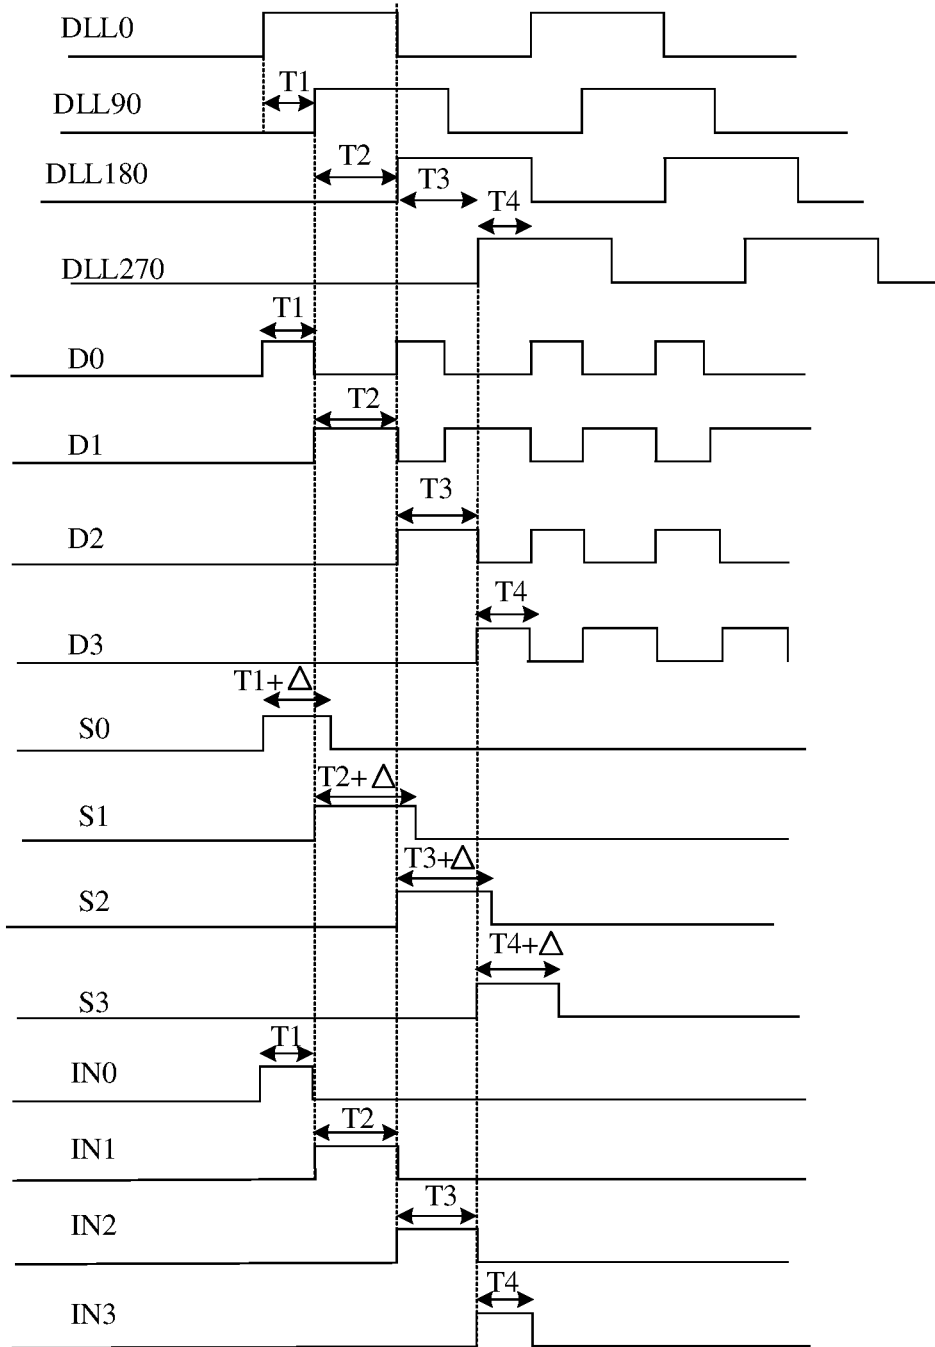 DLL0
T1
DLL90
T2
DLL180
T3
T4
DLL270
T1
D0
T2
D1
T3
D2
T4
D3
T1+Δ
S0
T2+Δ
S1
T3+Δ
S2
T4+Δ
S3
T1
IN0
T2
IN1
T3
IN2
T4
IN3